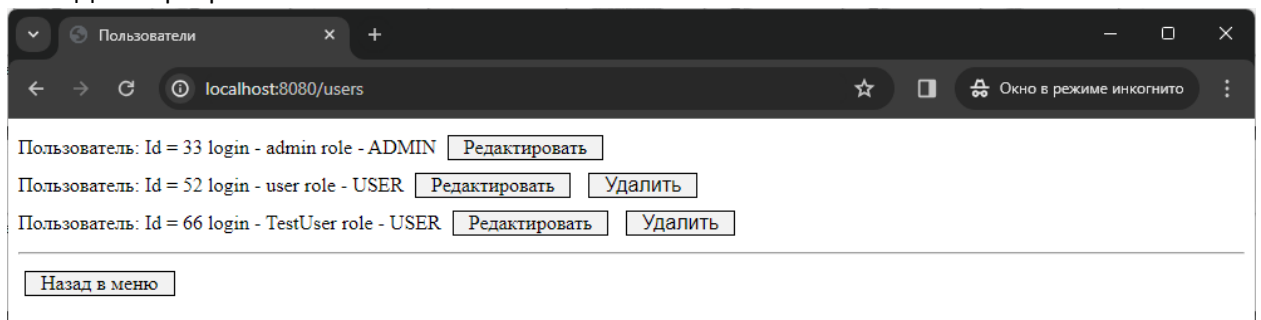 Пользователи
localhost:8080/users
Окно в режиме инкогнито
Пользователь: Id = 33 login - admin role - ADMIN Редактировать
Пользователь: Id = 52 login - user role - USER Редактировать Удалить
Пользователь: Id = 66 login - TestUser role - USER Редактировать Удалить
Назад в меню